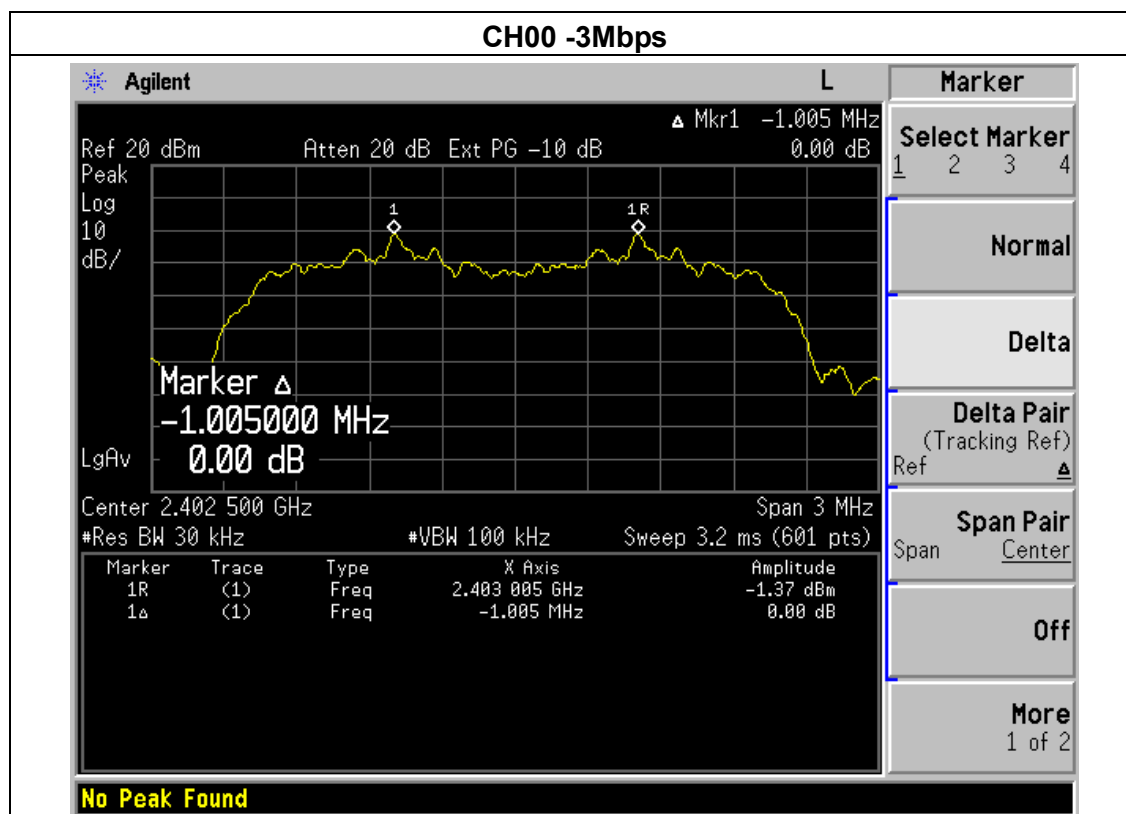 CH00 -3Mbps
Agilent L Marker
Δ Mkr1 -1.005 MHz
Ref 20 dBm Atten 20 dB Ext PG -10 dB 0.00 dB
Peak
Log
10
dB/
1 1R
Marker Δ
-1.005000 MHz
0.00 dB
LgAv
Center 2.402 500 GHz Span 3 MHz
#Res BW 30 kHz #VBW 100 kHz Sweep 3.2 ms (601 pts)
Marker Trace Type X Axis Amplitude
1R (1) Freq 2.403 005 GHz -1.37 dBm
1Δ (1) Freq -1.005 MHz 0.00 dB
No Peak Found
Select Marker
1 2 3 4
Normal
Delta
Delta Pair
(Tracking Ref)
Ref Δ
Span Pair
Span Center
Off
More
1 of 2